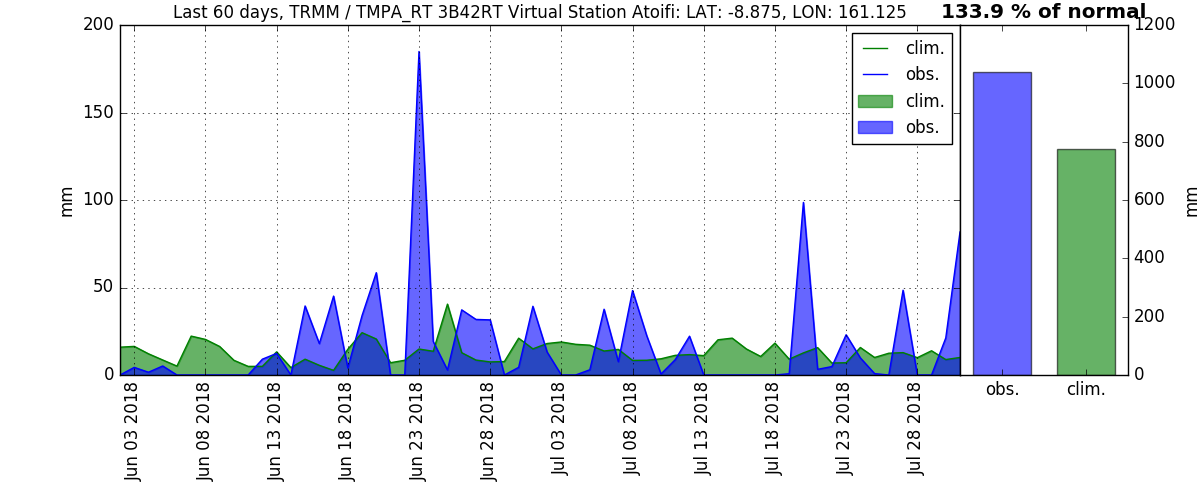 Last 60 days, TRMM / TMPA_RT 3B42RT Virtual Station Atoifi: LAT: -8.875, LON: 161.125
133.9 % of normal
200
150
100
50
0
mm
clim.
obs.
clim.
obs.
1200
1000
800
600
400
200
0
mm
Jun 03 2018
Jun 08 2018
Jun 13 2018
Jun 18 2018
Jun 23 2018
Jun 28 2018
Jul 03 2018
Jul 08 2018
Jul 13 2018
Jul 18 2018
Jul 23 2018
Jul 28 2018
obs.
clim.